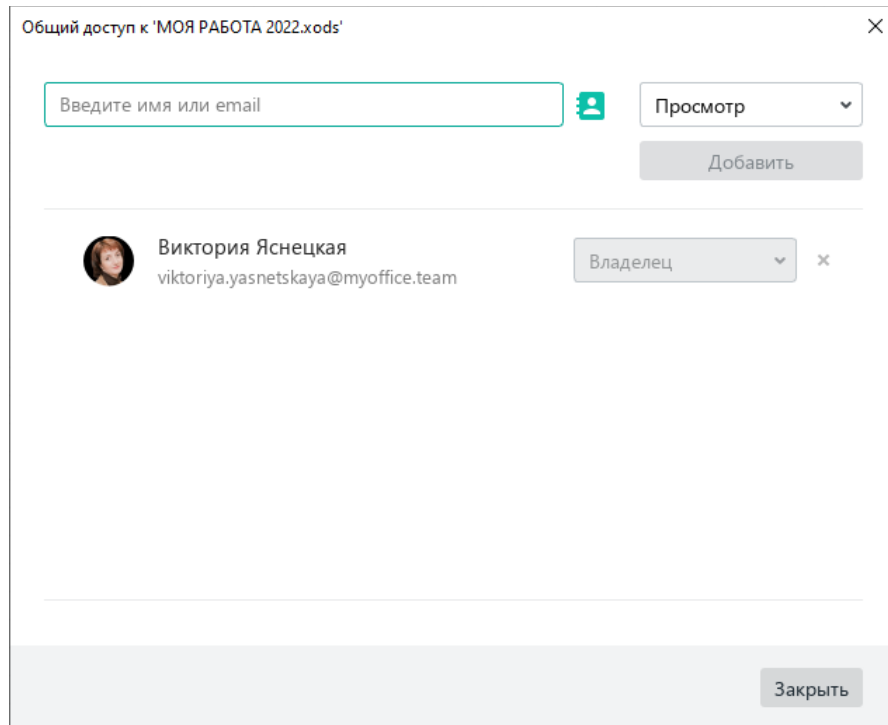 Общий доступ к 'МОЯ РАБОТА 2022.xods'
Введите имя или email
Просмотр
Добавить
Виктория Яснецкая
viktoriya.yasnetskaya@myoffice.team
Владелец
Закрыть